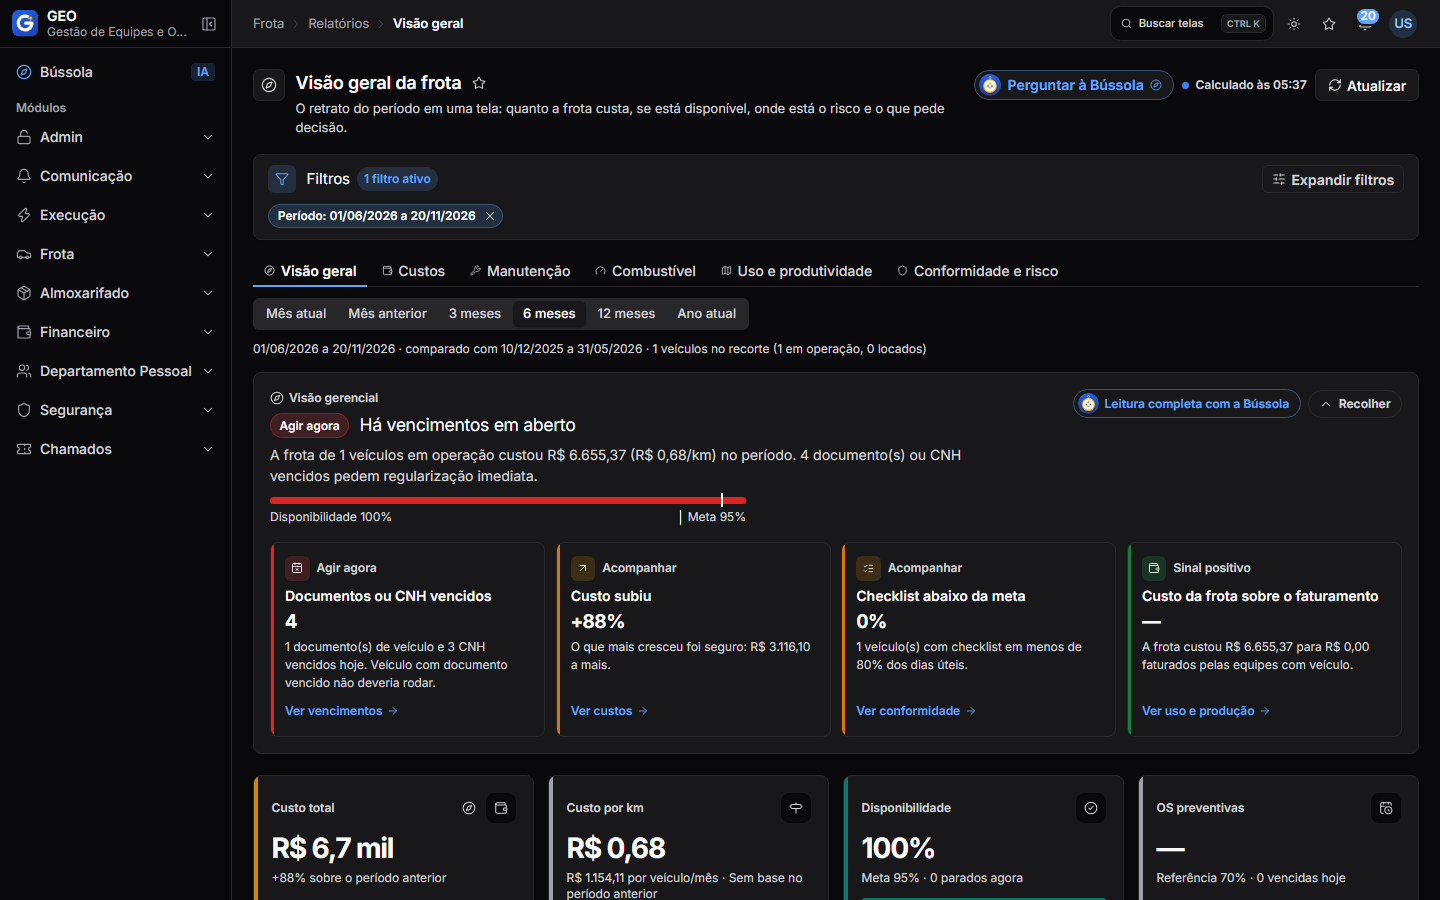 GEO
Gestão de Equipes e O...
Bússola
IA
Módulos
Admin
Comunicação
Execução
Frota
Almoxarifado
Financeiro
Departamento Pessoal
Segurança
Chamados
Frota
Relatórios
Visão geral
Buscar telas
CTRL K
20
US
Visão geral da frota
O retrato do período em uma tela: quanto a frota custa, se está disponível, onde está o risco e o que pede
decisão.
Perguntar à Bússola
Calculado às 05:37
Atualizar
Filtros
1 filtro ativo
Expandir filtros
Período: 01/06/2026 a 20/11/2026
Visão geral
Custos
Manutenção
Combustível
Uso e produtividade
Conformidade e risco
Mês atual
Mês anterior
3 meses
6 meses
12 meses
Ano atual
01/06/2026 a 20/11/2026 · comparado com 10/12/2025 a 31/05/2026 · 1 veículos no recorte (1 em operação, 0 locados)
Visão gerencial
Leitura completa com a Bússola
Recolher
Agir agora
Há vencimentos em aberto
A frota de 1 veículos em operação custou R$ 6.655,37 (R$ 0,68/km) no período. 4 documento(s) ou CNH
vencidos pedem regularização imediata.
Disponibilidade 100%
Meta 95%
Agir agora
Documentos ou CNH vencidos
4
1 documento(s) de veículo e 3 CNH
vencidos hoje. Veículo com documento
vencido não deveria rodar.
Ver vencimentos
Acompanhar
Custo subiu
+88%
O que mais cresceu foi seguro: R$ 3.116,10
a mais.
Ver custos
Acompanhar
Checklist abaixo da meta
0%
1 veículo(s) com checklist em menos de
80% dos dias úteis.
Ver conformidade
Sinal positivo
Custo da frota sobre o faturamento
—
A frota custou R$ 6.655,37 para R$ 0,00
faturados pelas equipes com veículo.
Ver uso e produção
Custo total
R$ 6,7 mil
+88% sobre o período anterior
Custo por km
R$ 0,68
R$ 1.154,11 por veículo/mês · Sem base no
período anterior
Disponibilidade
100%
Meta 95% · 0 parados agora
OS preventivas
—
Referência 70% · 0 vencidas hoje